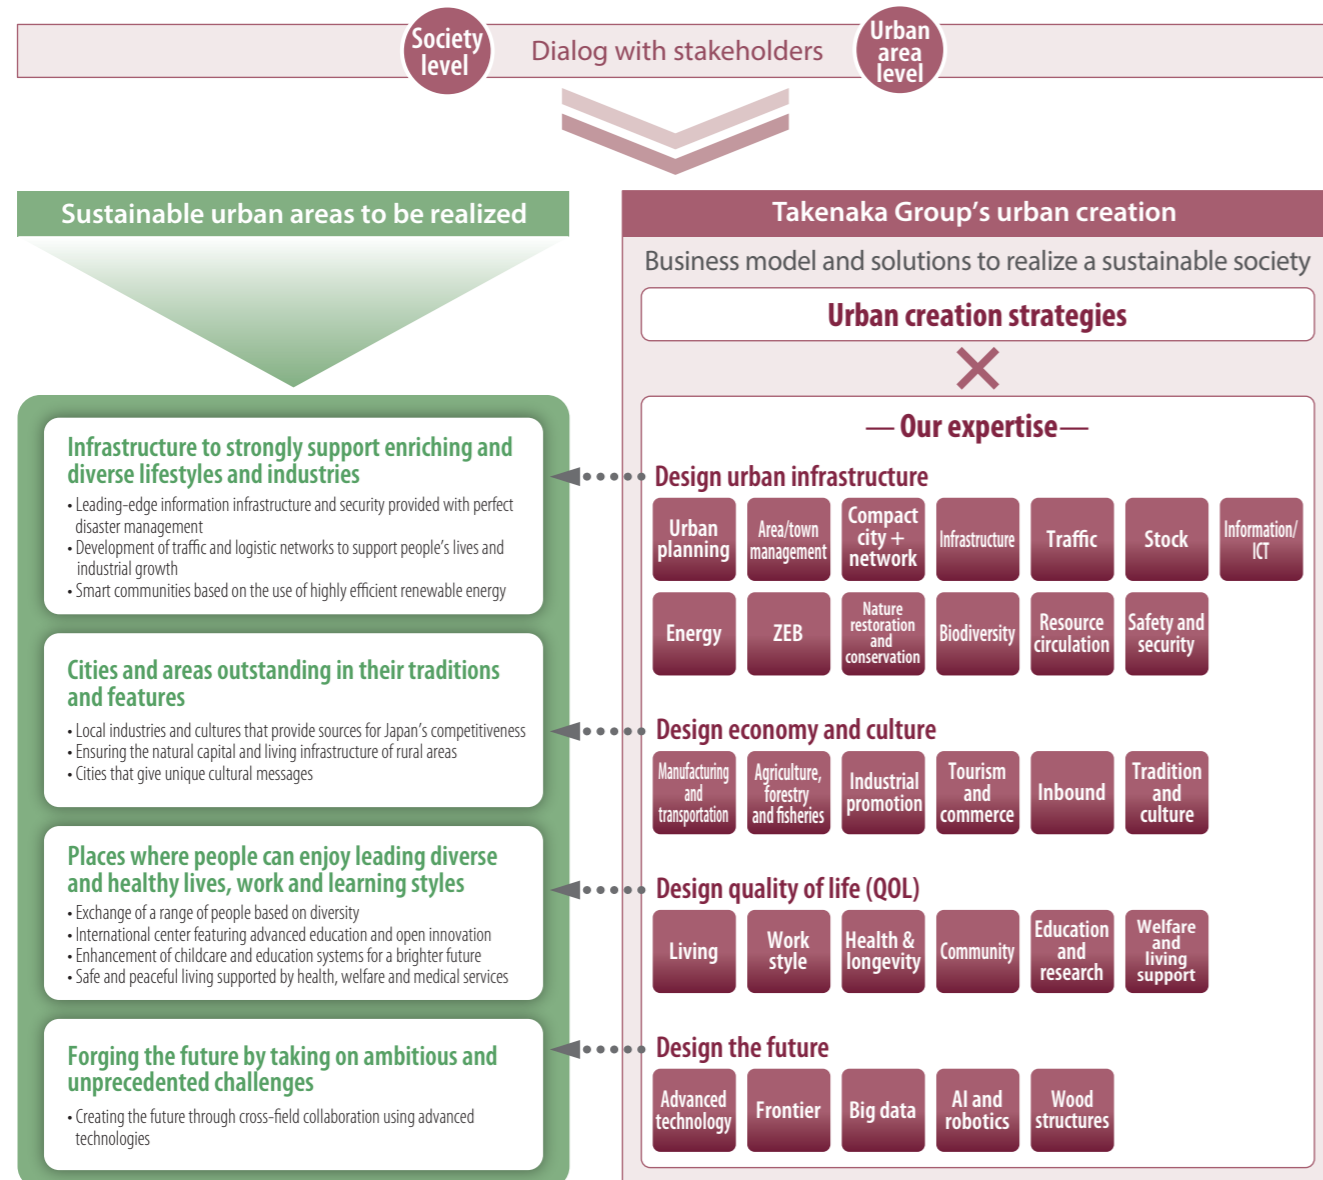 Society
level
Dialog with stakeholders
Urban
area
level
Sustainable urban areas to be realized
Infrastructure to strongly support enriching and
diverse lifestyles and industries
• Leading-edge information infrastructure and security provided with perfect
disaster management
• Development of traffic and logistic networks to support people's lives and
industrial growth
• Smart communities based on the use of highly efficient renewable energy
Cities and areas outstanding in their traditions
and features
• Local industries and cultures that provide sources for Japan's competitiveness
• Ensuring the natural capital and living infrastructure of rural areas
• Cities that give unique cultural messages
Places where people can enjoy leading diverse
and healthy lives, work and learning styles
• Exchange of a range of people based on diversity
• International center featuring advanced education and open innovation
• Enhancement of childcare and education systems for a brighter future
• Safe and peaceful living supported by health, welfare and medical services
Forging the future by taking on ambitious and
unprecedented challenges
• Creating the future through cross-field collaboration using advanced
technologies
Takenaka Group's urban creation
Business model and solutions to realize a sustainable society
Urban creation strategies
×
— Our expertise—
Design urban infrastructure
Urban
planning
Area/town
management
Compact
city +
network
Infrastructure
Traffic
Stock
Information/
ICT
Energy
ZEB
Nature
restoration
and
conservation
Biodiversity
Resource
circulation
Safety and
security
Design economy and culture
Manufacturing
and
transportation
Agriculture,
forestry
and fisheries
Industrial
promotion
Tourism
and
commerce
Inbound
Tradition
and
culture
Design quality of life (QOL)
Living
Work
style
Health &
longevity
Community
Education
and
research
Welfare
and
living
support
Design the future
Advanced
technology
Frontier
Big data
AI and
robotics
Wood
structures